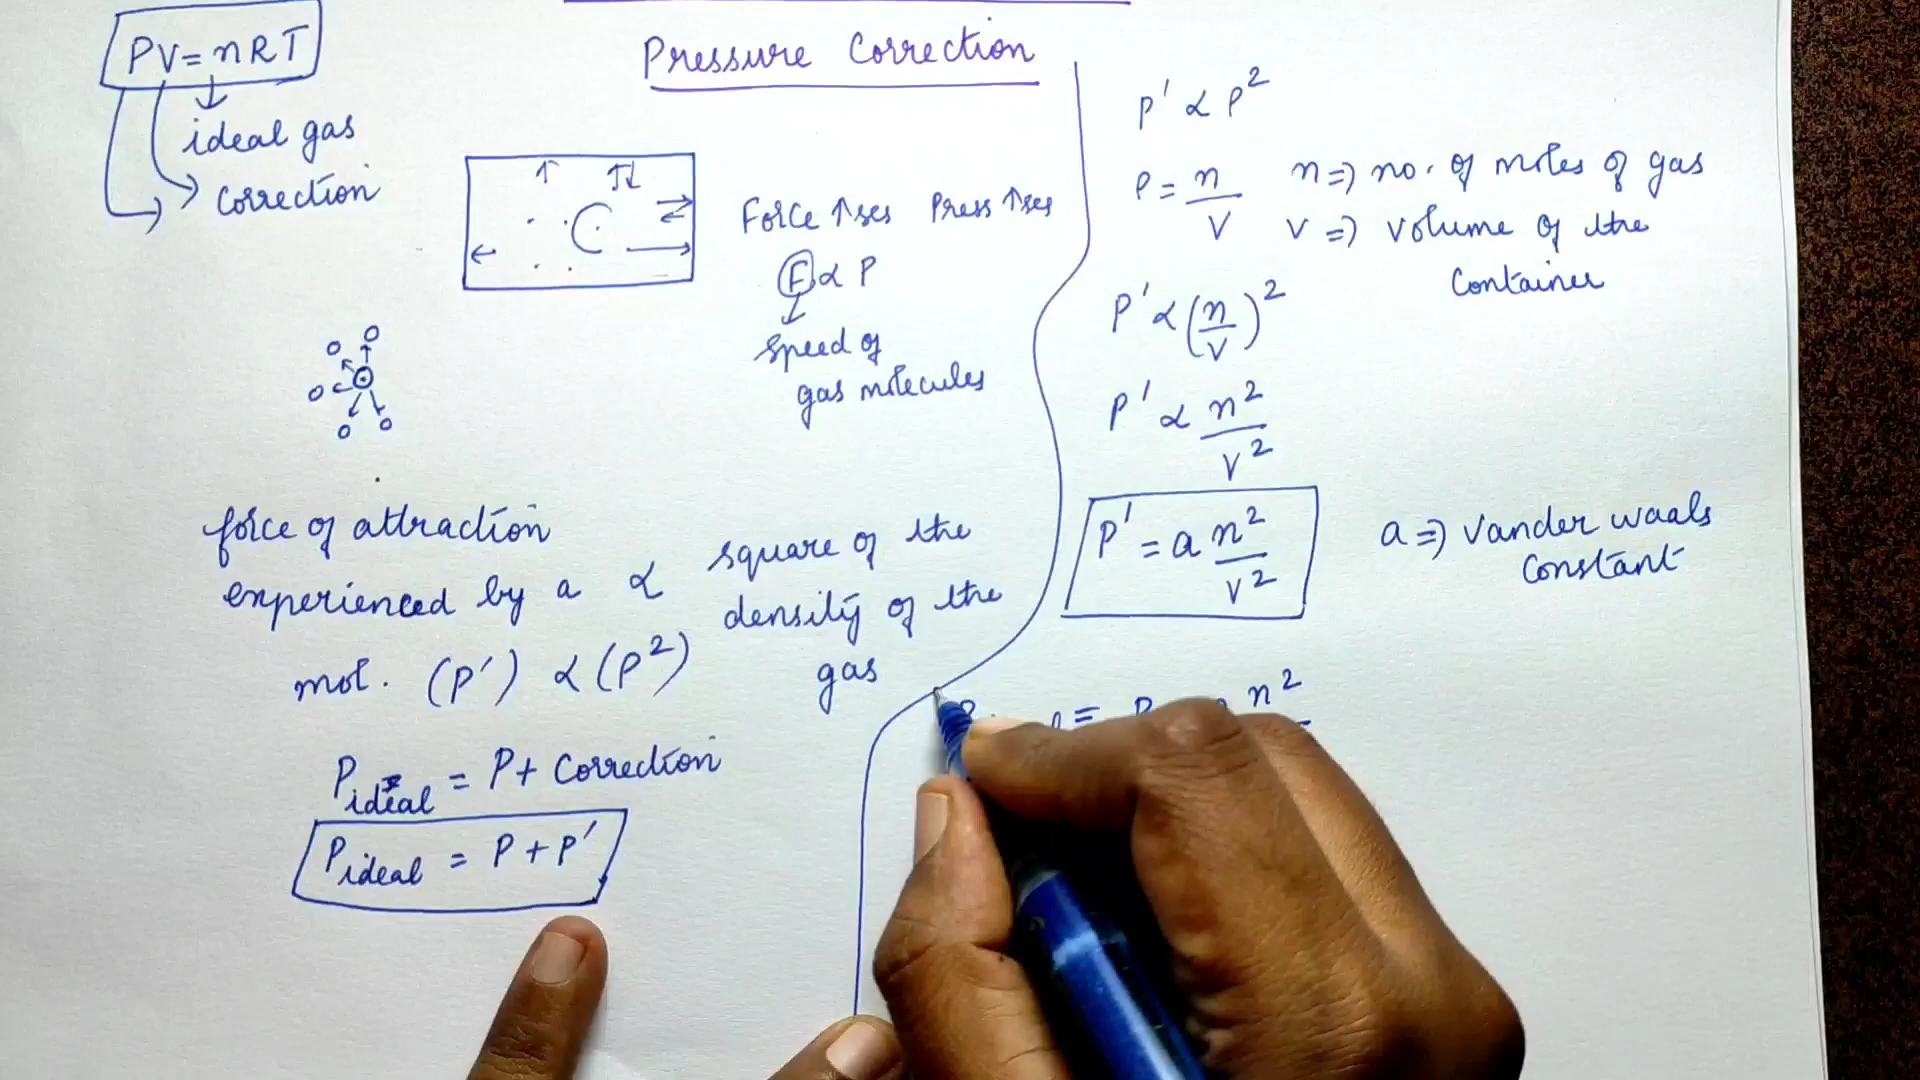 PV = nRT
ideal gas
correction
Pressure Correction
Force ↑ses Press ↑ses
F ∝ P
↓
Speed of
gas molecules
force of attraction
experienced by a ∝ square of the
density of the
mol. (P') ∝ (ρ²) gas
Pideal = P + Correction
Pideal = P + P'
P' ∝ ρ²
ρ = n/V n ⇒ no. of moles of gas
V ⇒ volume of the
Container
P' ∝ (n/V)²
P' ∝ n²/V²
P' = a n²/V² a ⇒ Vander waals
Constant
= P n²